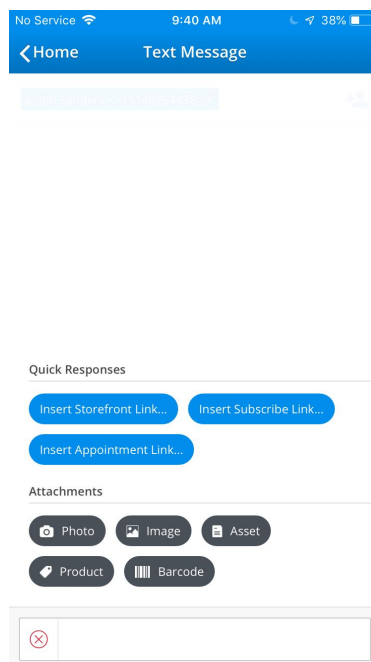 No Service 9:40 AM 38%
Home Text Message
Quick Responses
Insert Storefront Link... Insert Subscribe Link...
Insert Appointment Link...
Attachments
Photo Image Asset
Product Barcode